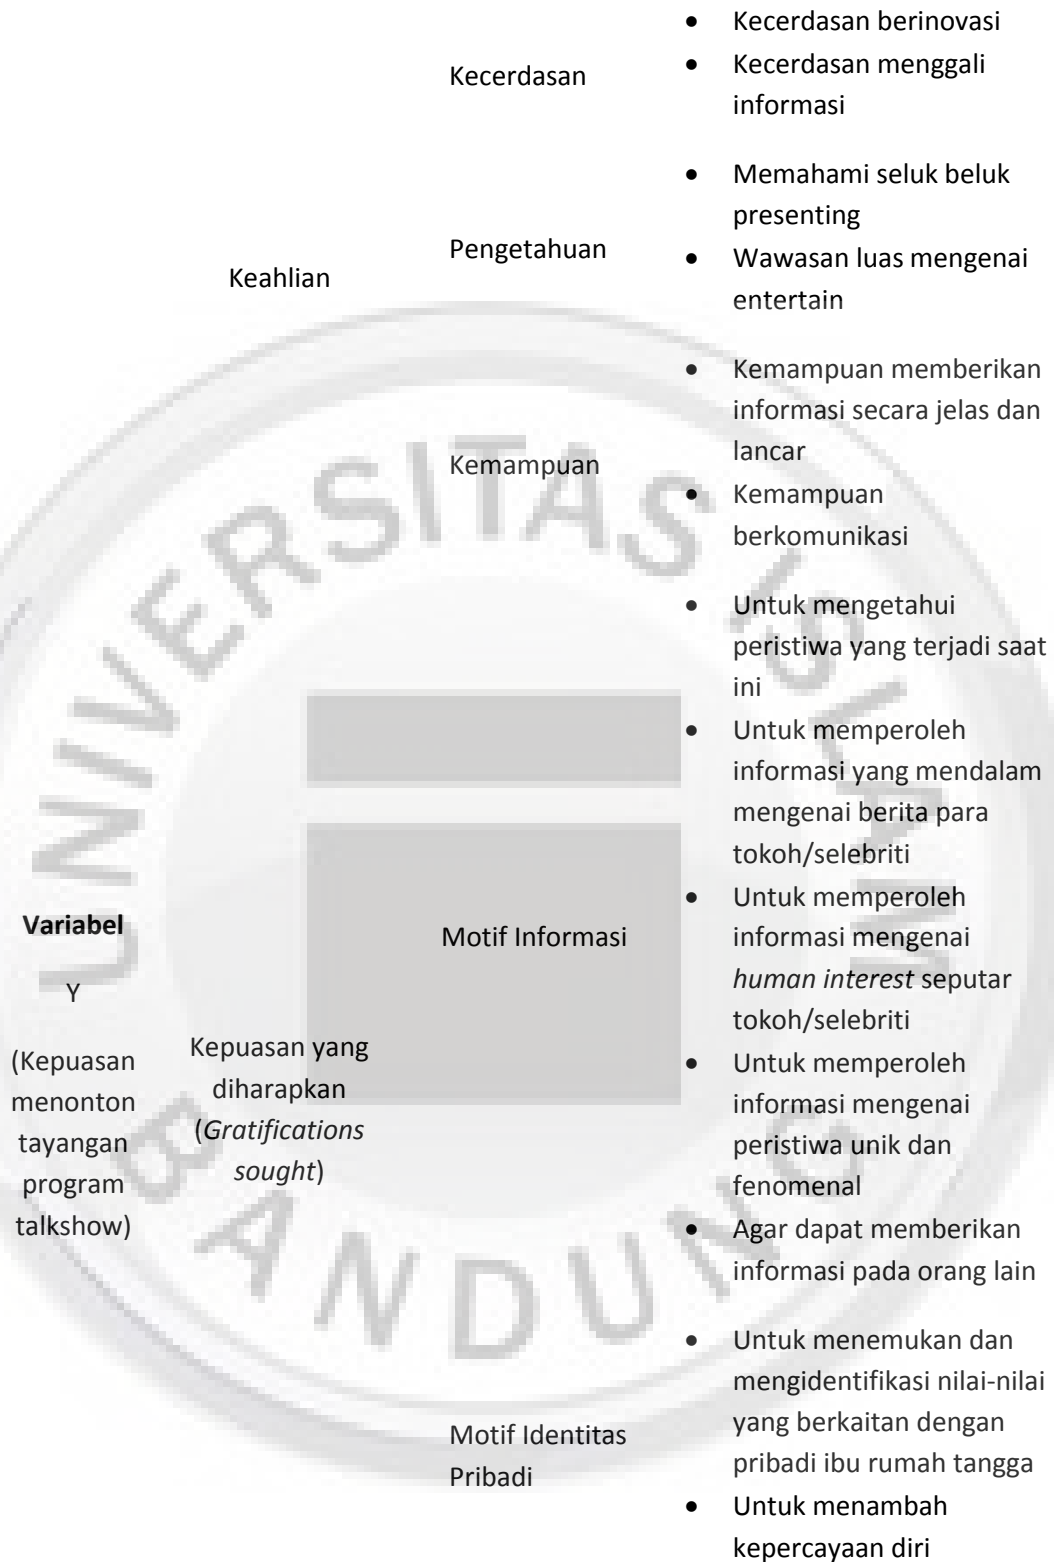 Kecerdasan
• Kecerdasan berinovasi
• Kecerdasan menggali
informasi
Keahlian
Pengetahuan
• Memahami seluk beluk
presenting
• Wawasan luas mengenai
entertain
Kemampuan
• Kemampuan memberikan
informasi secara jelas dan
lancar
• Kemampuan
berkomunikasi
Variabel
Y
(Kepuasan
menonton
tayangan
program
talkshow)
Kepuasan yang
diharapkan
(Gratifications
sought)
Motif Informasi
• Untuk mengetahui
peristiwa yang terjadi saat
ini
• Untuk memperoleh
informasi yang mendalam
mengenai berita para
tokoh/selebriti
• Untuk memperoleh
informasi mengenai
human interest seputar
tokoh/selebriti
• Untuk memperoleh
informasi mengenai
peristiwa unik dan
fenomenal
• Agar dapat memberikan
informasi pada orang lain
Motif Identitas
Pribadi
• Untuk menemukan dan
mengidentifikasi nilai-nilai
yang berkaitan dengan
pribadi ibu rumah tangga
• Untuk menambah
kepercayaan diri
UNIVERSITAS ISLAM
BANDUNG